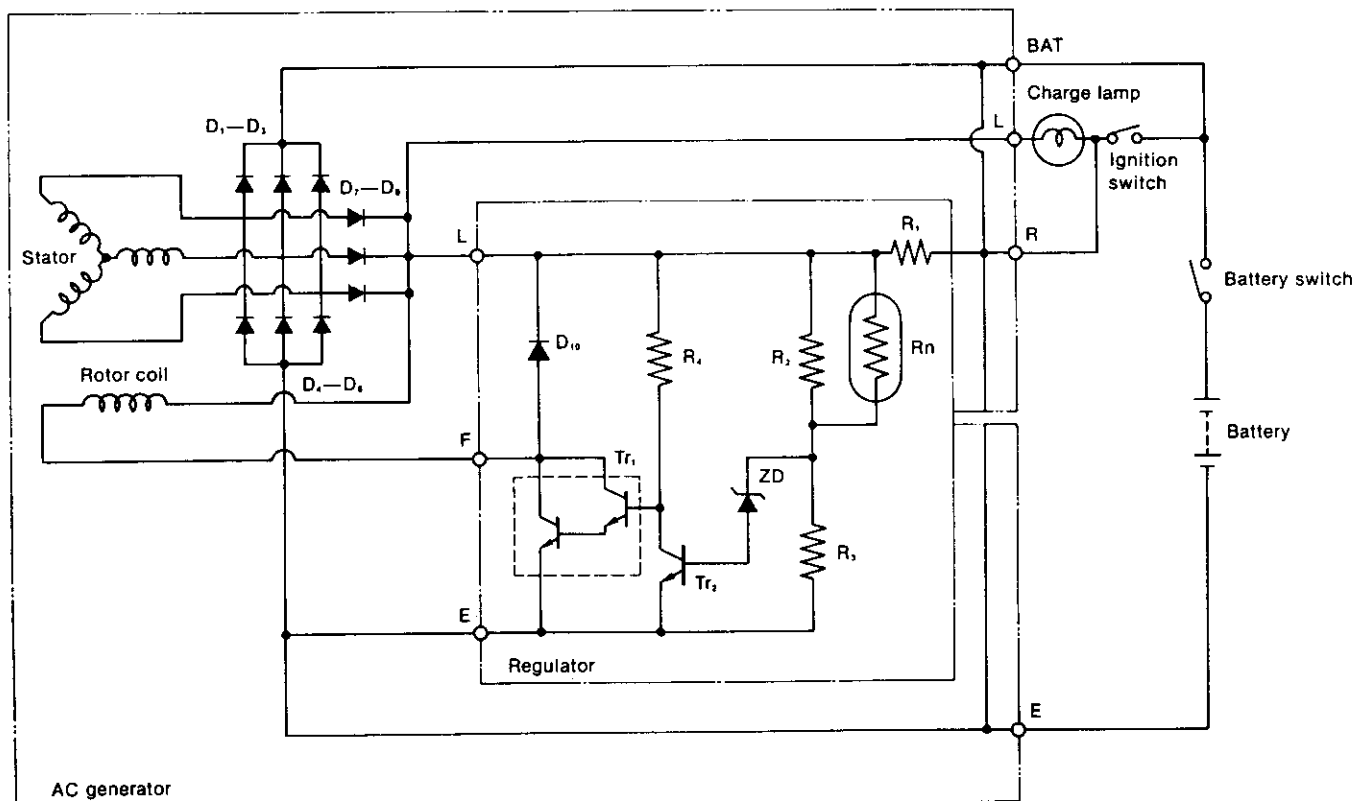 BAT
Charge lamp
D₁—D₃
L
Ignition
switch
D₇—D₉
R₁
L
R
Stator
Battery switch
D₁₀
R₄
R₂
Rn
Rotor coil
D₄—D₆
Battery
F
Tr₁
ZD
R₃
Tr₂
E
Regulator
E
AC generator